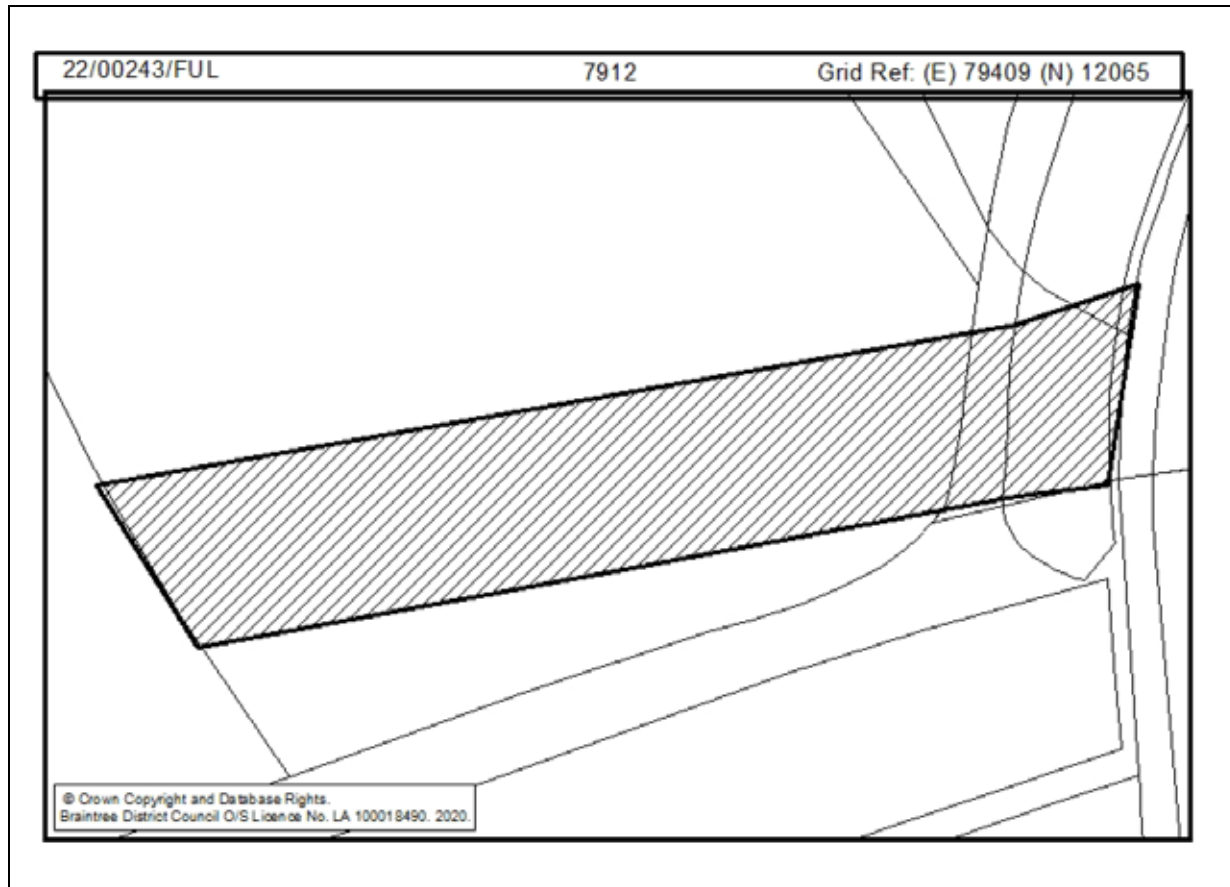 22/00243/FUL 7912 Grid Ref: (E) 79409 (N) 12065
© Crown Copyright and Database Rights.
Braintree District Council O/S Licence No. LA 100018490. 2020.